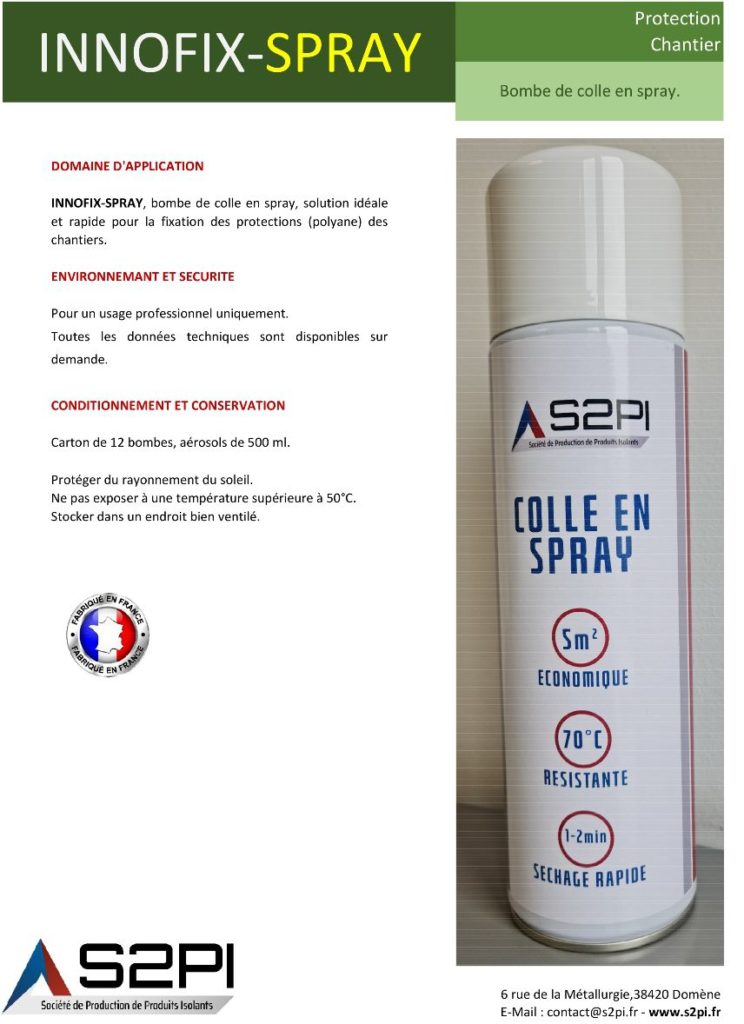 INNOFIX-SPRAY
Protection
Chantier
Bombe de colle en spray.
DOMAINE D'APPLICATION
INNOFIX-SPRAY, bombe de colle en spray, solution idéale
et rapide pour la fixation des protections (polyane) des
chantiers.
ENVIRONNEMANT ET SECURITE
Pour un usage professionnel uniquement.
Toutes les données techniques sont disponibles sur
demande.
CONDITIONNEMENT ET CONSERVATION
Carton de 12 bombes, aérosols de 500 ml.
Protéger du rayonnement du soleil.
Ne pas exposer à une température supérieure à 50°C.
Stocker dans un endroit bien ventilé.
FABRIQUÉ EN FRANCE
FABRIQUÉ EN FRANCE
S2PI
Société de Production de Produits Isolants
COLLE EN
SPRAY
5m²
ECONOMIQUE
70°C
RESISTANTE
1-2min
SECHAGE RAPIDE
S2PI
Société de Production de Produits Isolants
6 rue de la Métallurgie,38420 Domène
E-Mail : contact@s2pi.fr - www.s2pi.fr